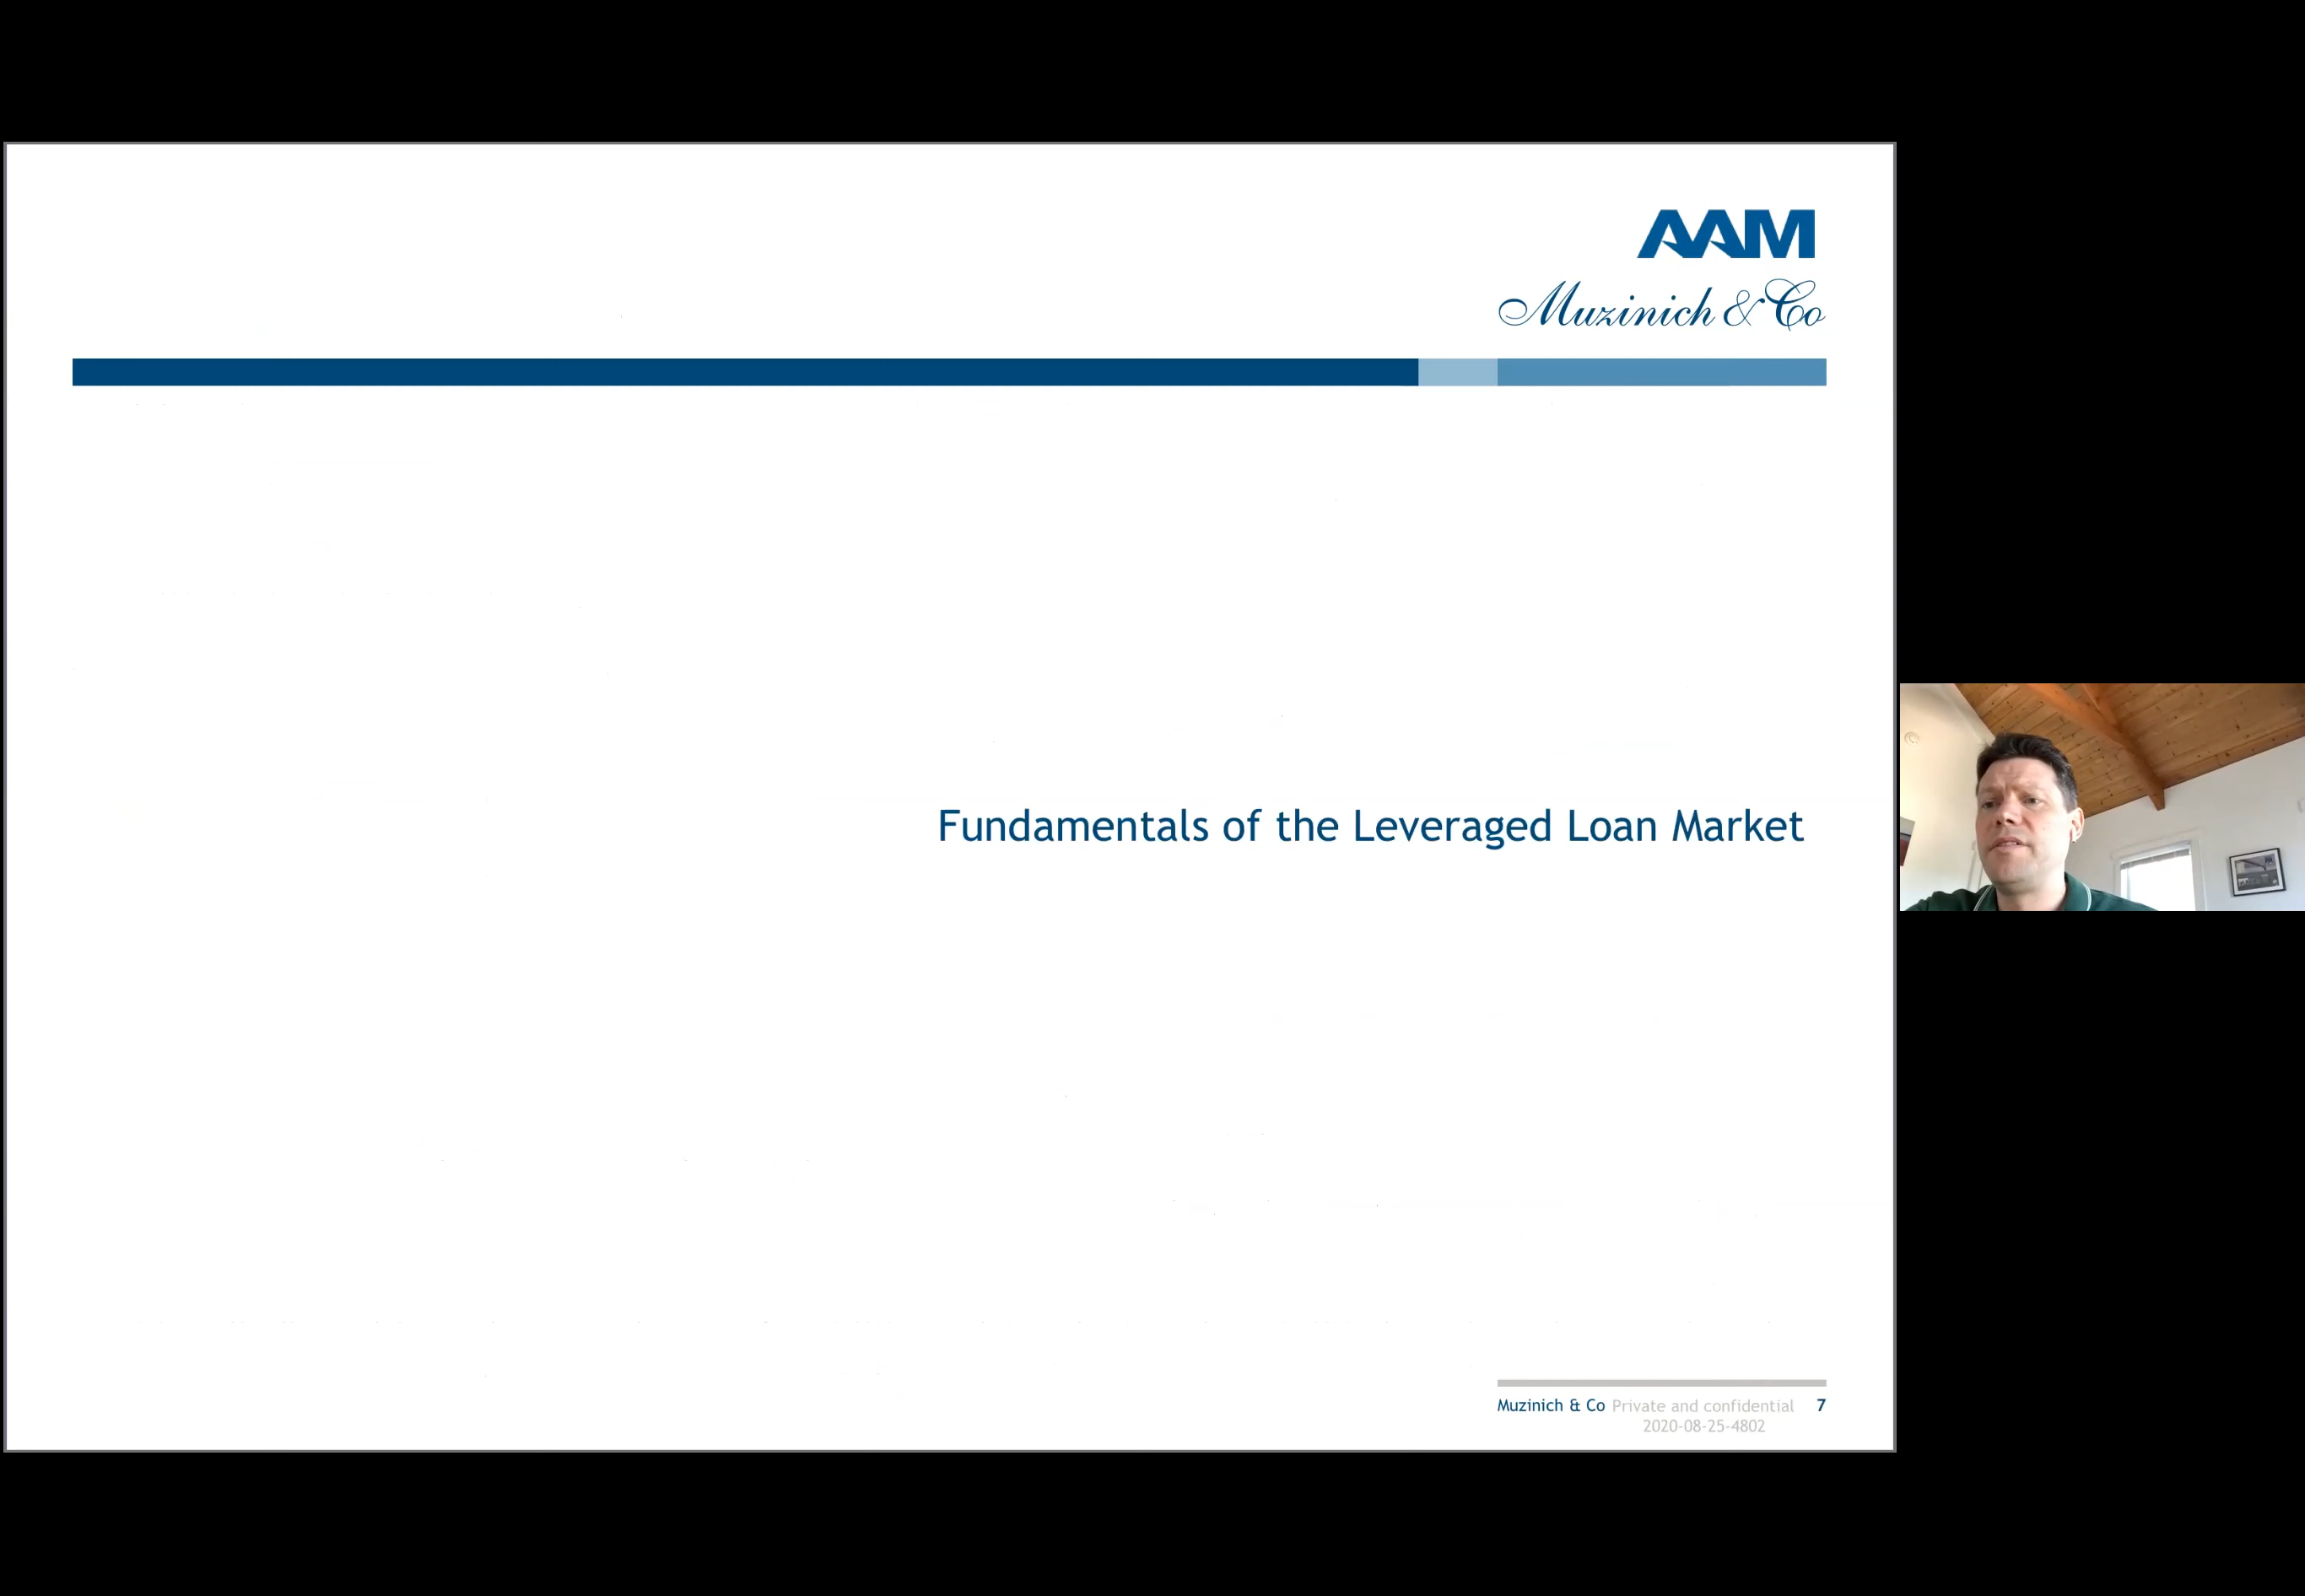 AAM
Muzinich & Co
Fundamentals of the Leveraged Loan Market
Muzinich & Co Private and confidential 7
2020-08-25-4802